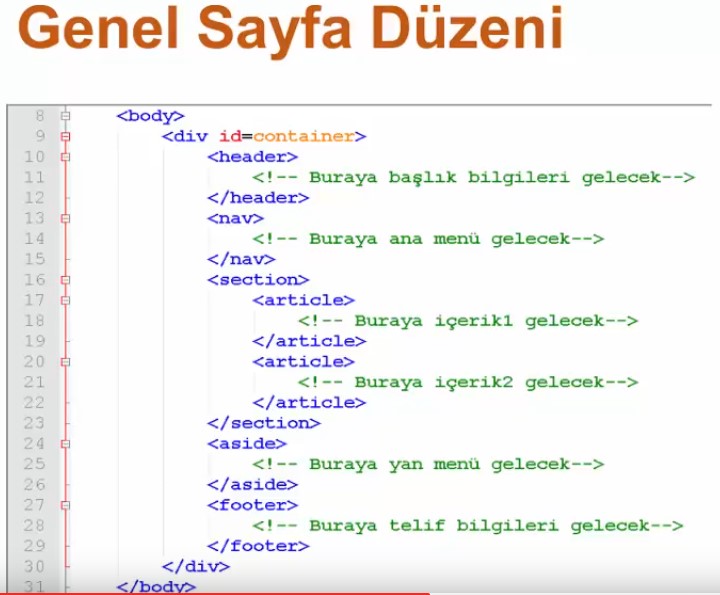 Genel Sayfa Düzeni
8 <body>
9 <div id=container>
10 <header>
11 <!-- Buraya başlık bilgileri gelecek-->
12 </header>
13 <nav>
14 <!-- Buraya ana menü gelecek-->
15 </nav>
16 <section>
17 <article>
18 <!-- Buraya içerik1 gelecek-->
19 </article>
20 <article>
21 <!-- Buraya içerik2 gelecek-->
22 </article>
23 </section>
24 <aside>
25 <!-- Buraya yan menü gelecek-->
26 </aside>
27 <footer>
28 <!-- Buraya telif bilgileri gelecek-->
29 </footer>
30 </div>
31 </body>